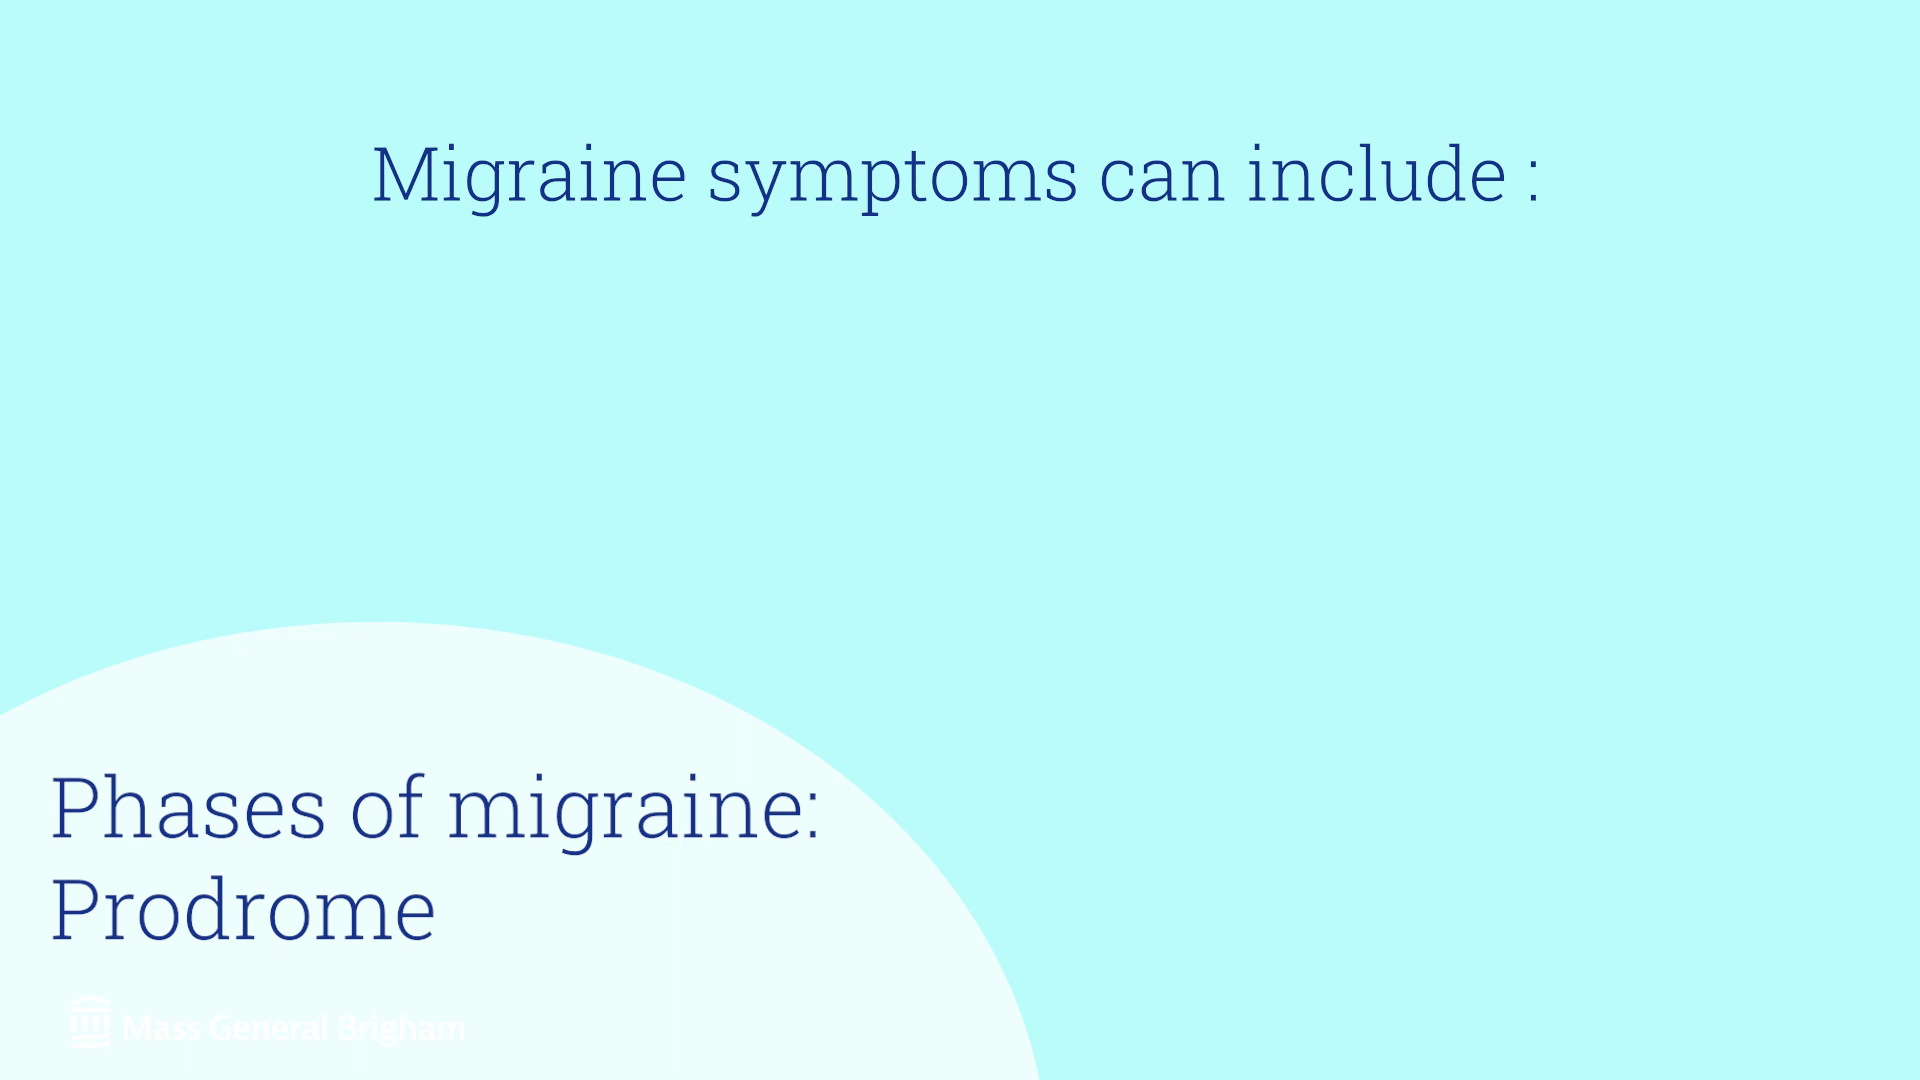 Migraine symptoms can include :
Phases of migraine:
Prodrome
Mass General Brigham